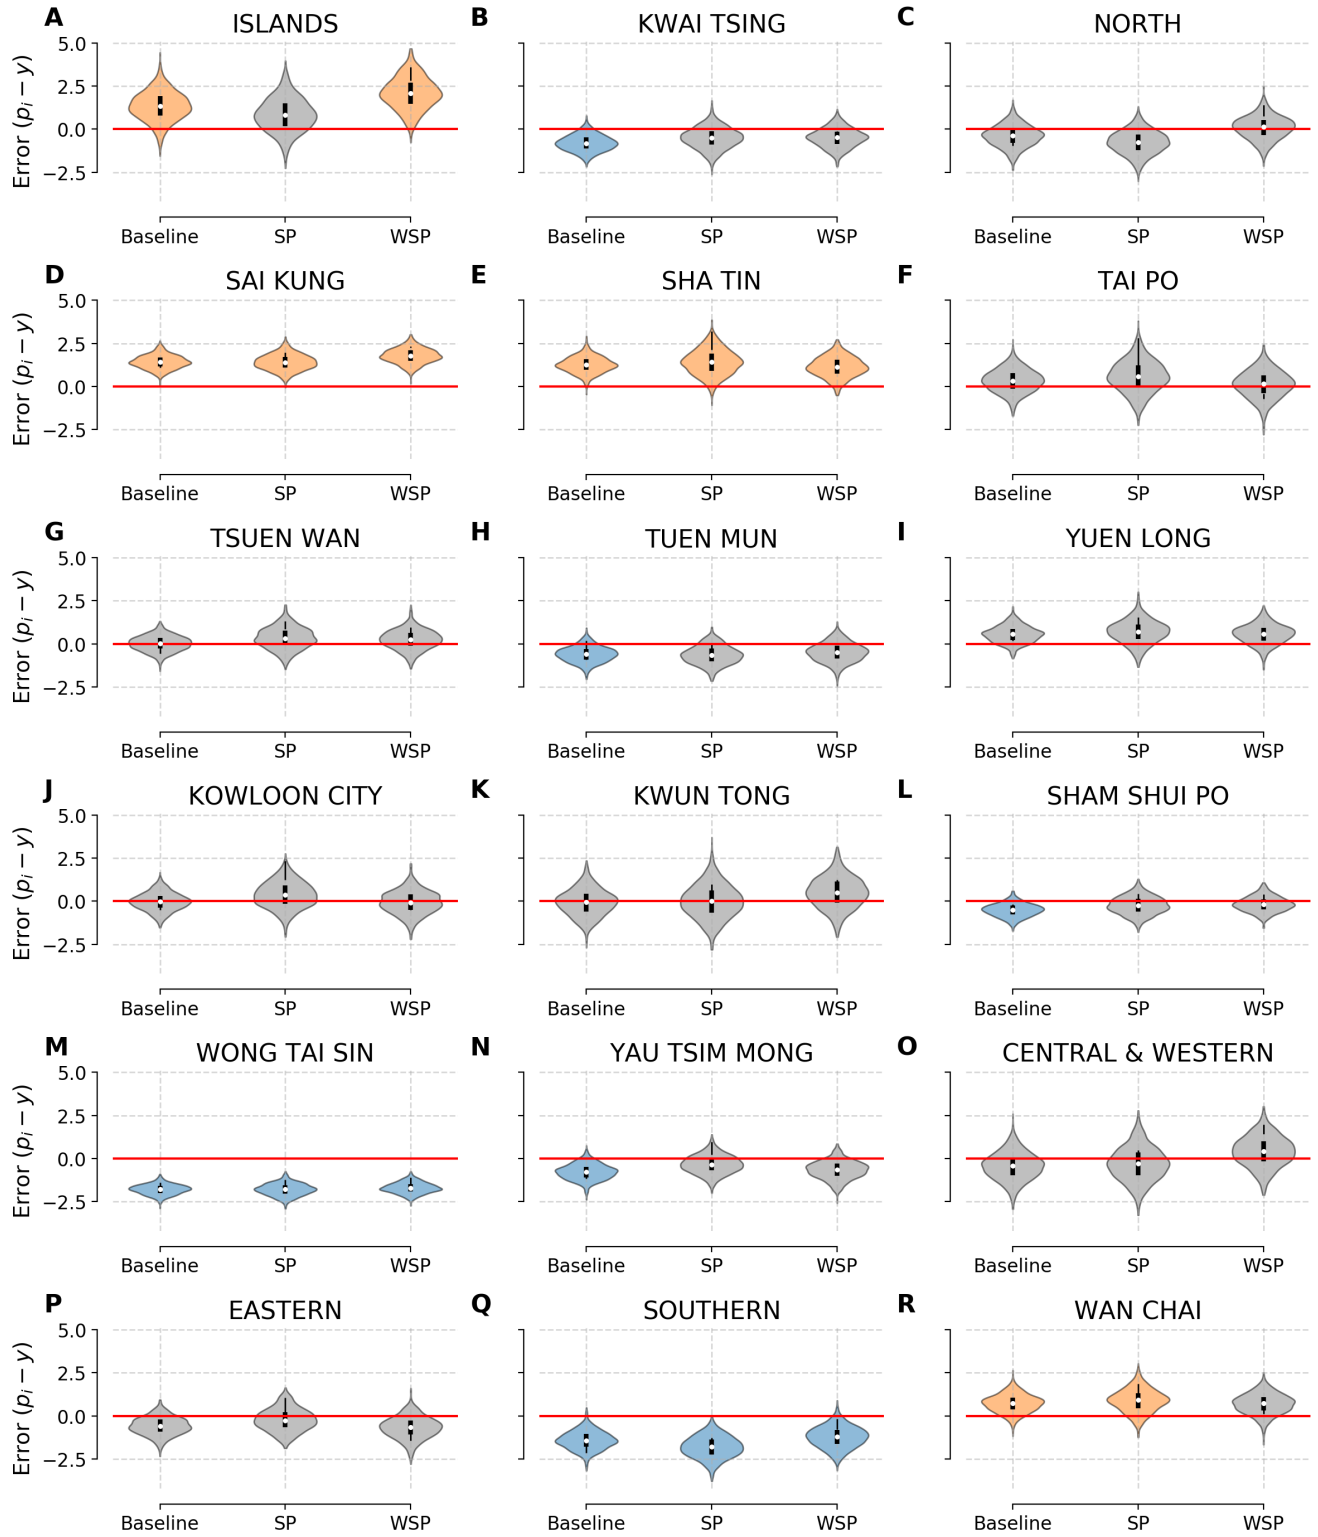 A ISLANDS
B KWAI TSING
C NORTH
Error (pᵢ − y)
5.0
2.5
0.0
−2.5
Baseline SP WSP
Baseline SP WSP
Baseline SP WSP
D SAI KUNG
E SHA TIN
F TAI PO
Error (pᵢ − y)
5.0
2.5
0.0
−2.5
Baseline SP WSP
Baseline SP WSP
Baseline SP WSP
G TSUEN WAN
H TUEN MUN
I YUEN LONG
Error (pᵢ − y)
5.0
2.5
0.0
−2.5
Baseline SP WSP
Baseline SP WSP
Baseline SP WSP
J KOWLOON CITY
K KWUN TONG
L SHAM SHUI PO
Error (pᵢ − y)
5.0
2.5
0.0
−2.5
Baseline SP WSP
Baseline SP WSP
Baseline SP WSP
M WONG TAI SIN
N YAU TSIM MONG
O CENTRAL & WESTERN
Error (pᵢ − y)
5.0
2.5
0.0
−2.5
Baseline SP WSP
Baseline SP WSP
Baseline SP WSP
P EASTERN
Q SOUTHERN
R WAN CHAI
Error (pᵢ − y)
5.0
2.5
0.0
−2.5
Baseline SP WSP
Baseline SP WSP
Baseline SP WSP